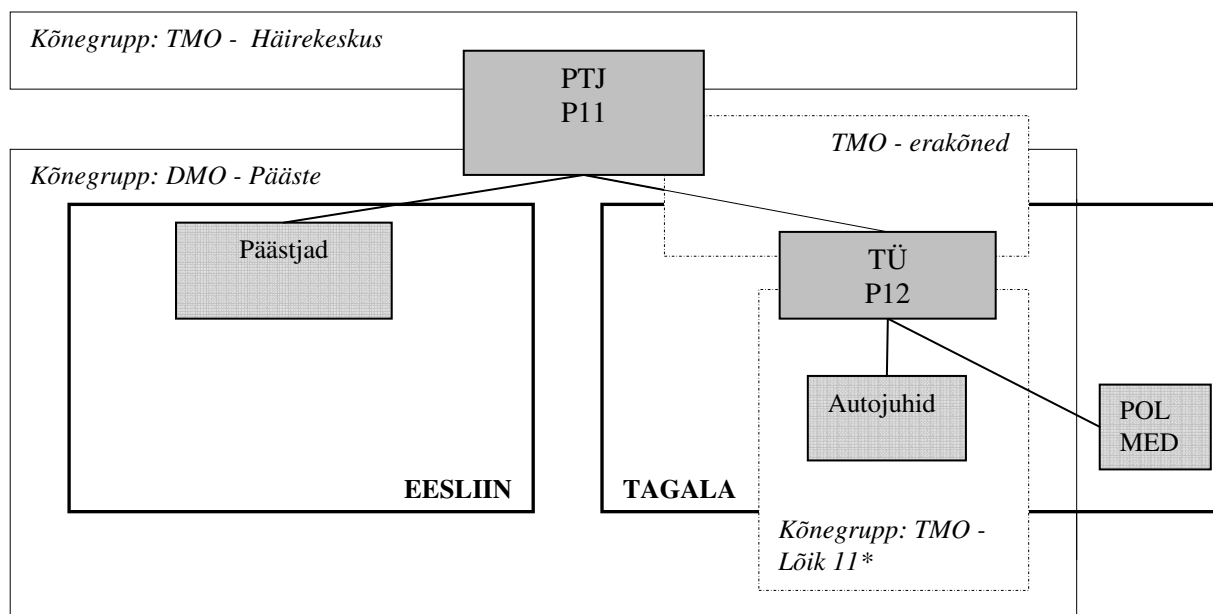 Kõnegrupp: TMO - Häirekeskus
PTJ
P11
TMO - erakõned
Kõnegrupp: DMO - Pääste
Päästjad
TÜ
P12
Autojuhid
POL
MED
EESLIIN
TAGALA
Kõnegrupp: TMO -
Lõik 11*